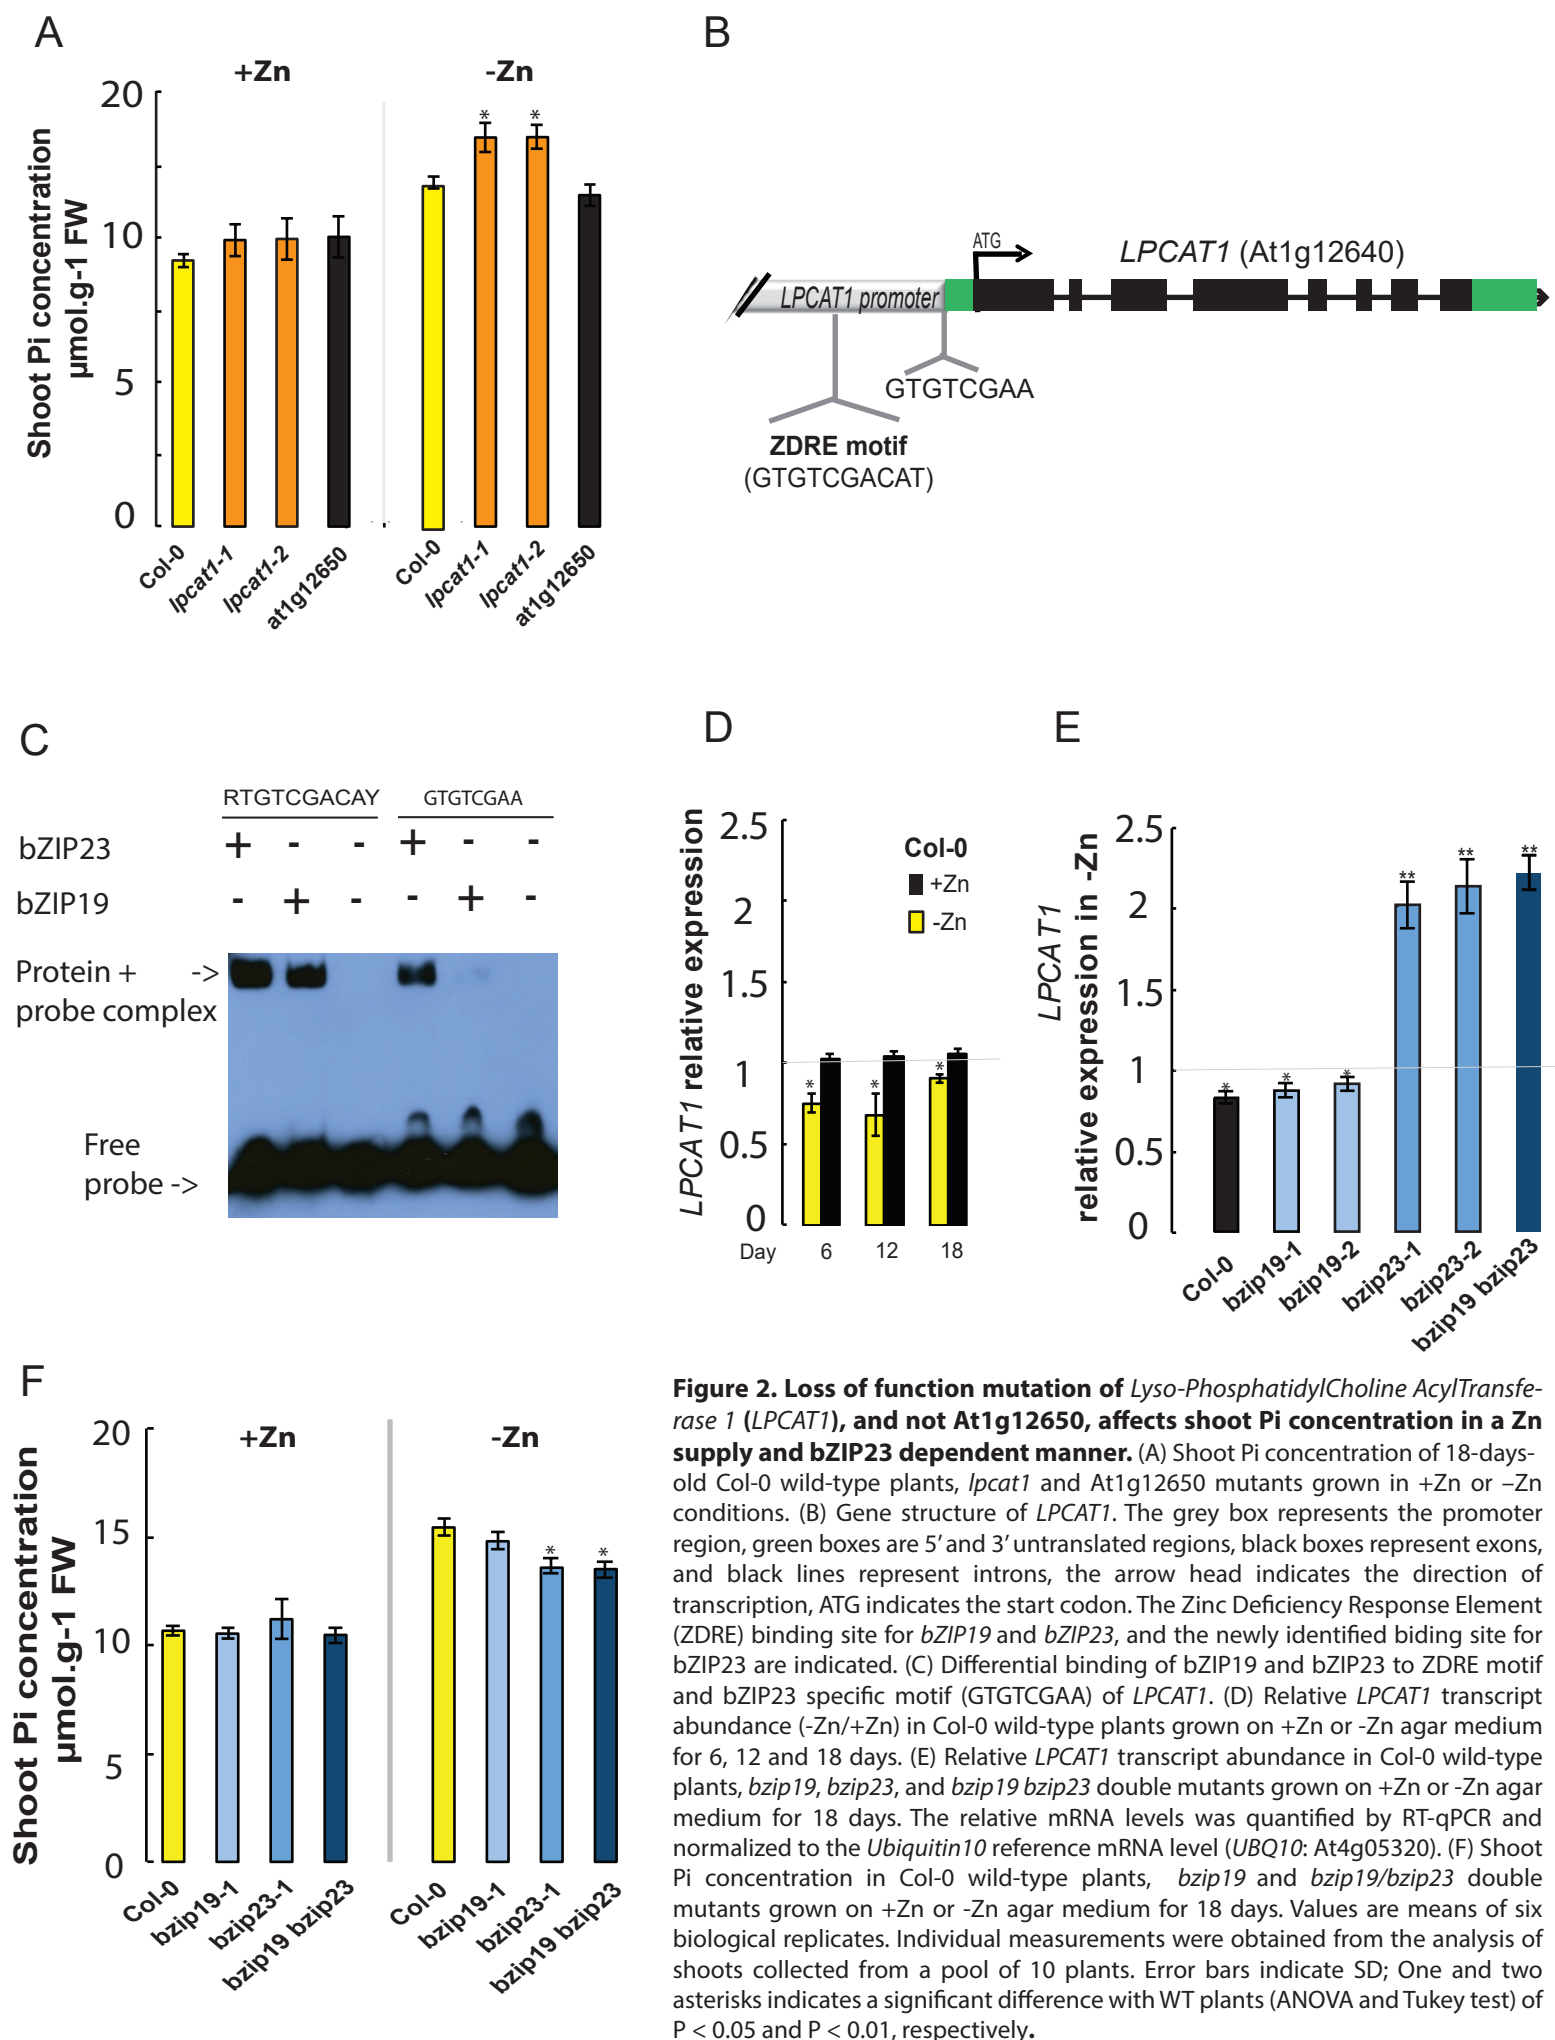 A
+Zn
-Zn
Shoot Pi concentration
µmol.g-1 FW
20
10
5
0
*
*
Col-0
lpcat1-1
lpcat1-2
at1g12650
Col-0
lpcat1-1
lpcat1-2
at1g12650
B
ATG
LPCAT1 (At1g12640)
LPCAT1 promoter
GTGTCGAA
ZDRE motif
(GTGTCGACAT)
C
RTGTCGACAY
GTGTCGAA
bZIP23 + - - + - -
bZIP19 - + - - + -
Protein + ->
probe complex
Free
probe ->
D
LPCAT1 relative expression
2.5
2
1.5
1
0.5
0
Col-0
+Zn
-Zn
*
*
*
Day 6 12 18
E
LPCAT1
relative expression in -Zn
2.5
2
1.5
1
0.5
0
*
*
*
**
**
**
Col-0
bzip19-1
bzip19-2
bzip23-1
bzip23-2
bzip19 bzip23
F
+Zn
-Zn
Shoot Pi concentration
µmol.g-1 FW
20
15
10
5
0
*
*
Col-0
bzip19-1
bzip23-1
bzip19 bzip23
Col-0
bzip19-1
bzip23-1
bzip19 bzip23
Figure 2. Loss of function mutation of Lyso-PhosphatidylCholine AcylTransfe-
rase 1 (LPCAT1), and not At1g12650, affects shoot Pi concentration in a Zn
supply and bZIP23 dependent manner. (A) Shoot Pi concentration of 18-days-
old Col-0 wild-type plants, lpcat1 and At1g12650 mutants grown in +Zn or –Zn
conditions. (B) Gene structure of LPCAT1. The grey box represents the promoter
region, green boxes are 5' and 3' untranslated regions, black boxes represent exons,
and black lines represent introns, the arrow head indicates the direction of
transcription, ATG indicates the start codon. The Zinc Deficiency Response Element
(ZDRE) binding site for bZIP19 and bZIP23, and the newly identified biding site for
bZIP23 are indicated. (C) Differential binding of bZIP19 and bZIP23 to ZDRE motif
and bZIP23 specific motif (GTGTCGAA) of LPCAT1. (D) Relative LPCAT1 transcript
abundance (-Zn/+Zn) in Col-0 wild-type plants grown on +Zn or -Zn agar medium
for 6, 12 and 18 days. (E) Relative LPCAT1 transcript abundance in Col-0 wild-type
plants, bzip19, bzip23, and bzip19 bzip23 double mutants grown on +Zn or -Zn agar
medium for 18 days. The relative mRNA levels was quantified by RT-qPCR and
normalized to the Ubiquitin10 reference mRNA level (UBQ10: At4g05320). (F) Shoot
Pi concentration in Col-0 wild-type plants, bzip19 and bzip19/bzip23 double
mutants grown on +Zn or -Zn agar medium for 18 days. Values are means of six
biological replicates. Individual measurements were obtained from the analysis of
shoots collected from a pool of 10 plants. Error bars indicate SD; One and two
asterisks indicates a significant difference with WT plants (ANOVA and Tukey test) of
P < 0.05 and P < 0.01, respectively.